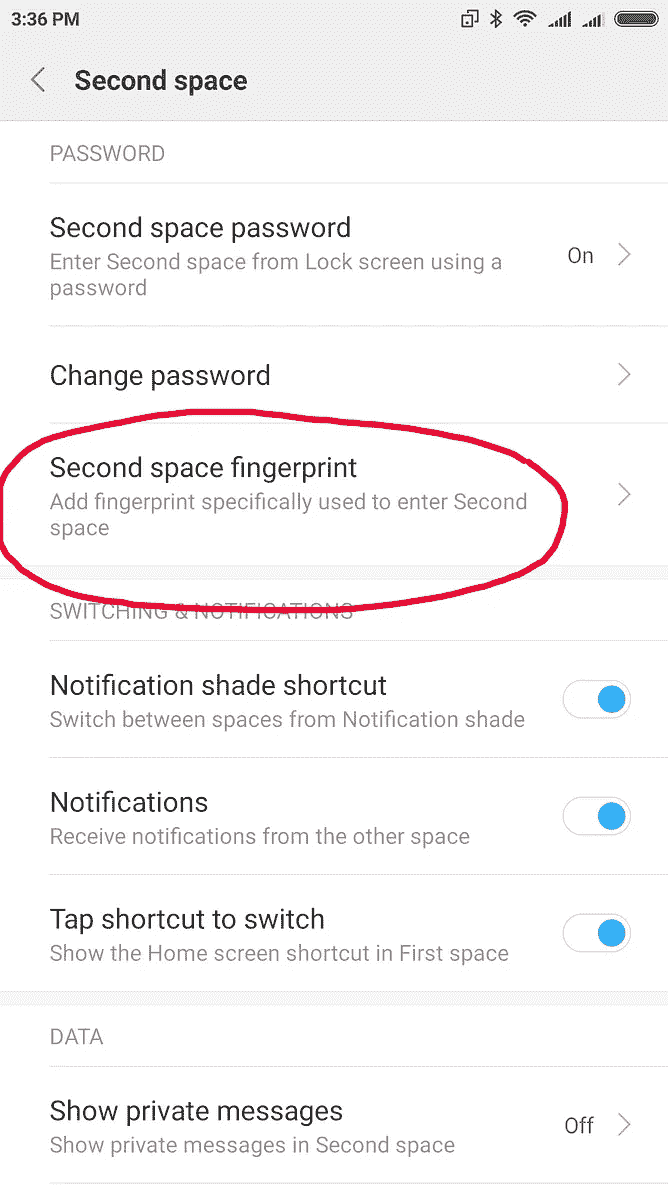 3:36 PM
Second space
PASSWORD
Second space password
Enter Second space from Lock screen using a
password
On
Change password
Second space fingerprint
Add fingerprint specifically used to enter Second
space
SWITCHING & NOTIFICATIONS
Notification shade shortcut
Switch between spaces from Notification shade
Notifications
Receive notifications from the other space
Tap shortcut to switch
Show the Home screen shortcut in First space
DATA
Show private messages
Show private messages in Second space
Off